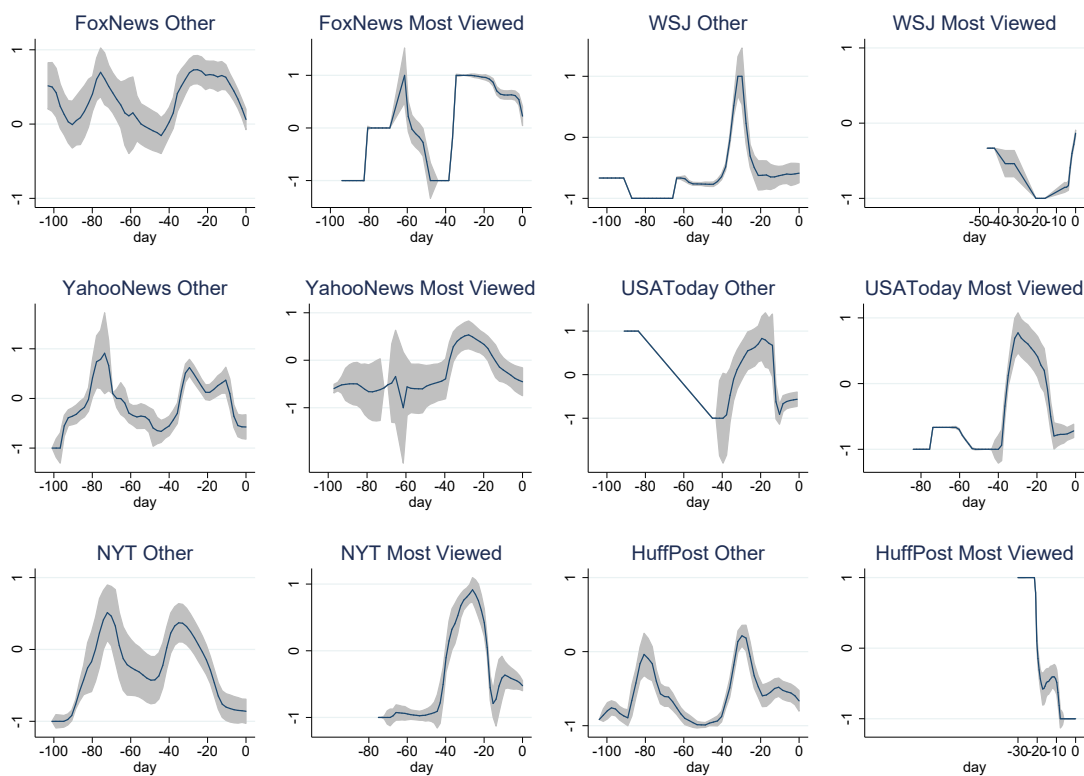 FoxNews Other
1
0
-1
-100 -80 -60 -40 -20 0
day
FoxNews Most Viewed
1
0
-1
-100 -80 -60 -40 -20 0
day
WSJ Other
1
0
-1
-100 -80 -60 -40 -20 0
day
WSJ Most Viewed
1
0
-1
-50-40-30-20-10 0
day
YahooNews Other
1
0
-1
-100 -80 -60 -40 -20 0
day
YahooNews Most Viewed
1
0
-1
-100 -80 -60 -40 -20 0
day
USAToday Other
1
0
-1
-100 -80 -60 -40 -20 0
day
USAToday Most Viewed
1
0
-1
-80 -60 -40 -20 0
day
NYT Other
1
0
-1
-100 -80 -60 -40 -20 0
day
NYT Most Viewed
1
0
-1
-80 -60 -40 -20 0
day
HuffPost Other
1
0
-1
-100 -80 -60 -40 -20 0
day
HuffPost Most Viewed
1
0
-1
-30-20-10 0
day